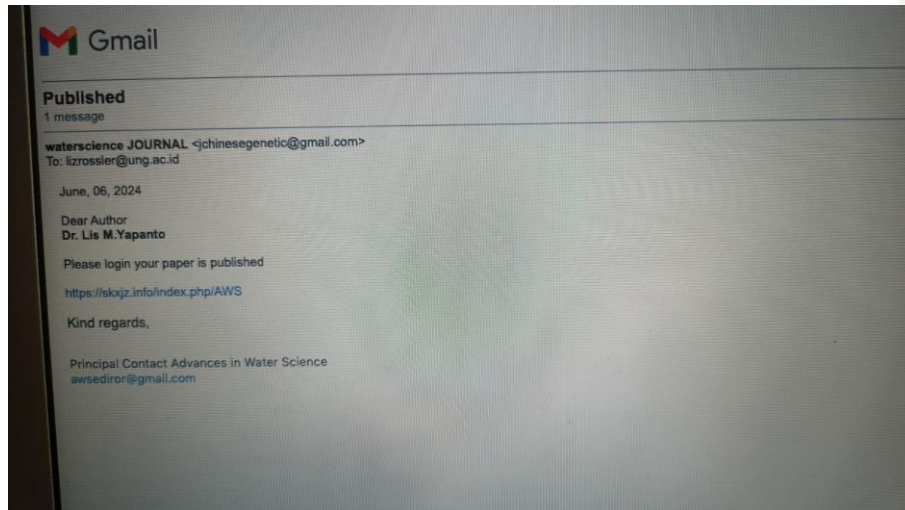 Gmail
Published
1 message
waterscience JOURNAL <jchinesegenetic@gmail.com>
To: lizrossler@ung.ac.id
June, 06, 2024
Dear Author
Dr. Lis M.Yapanto
Please login your paper is published
https://skxjz.info/index.php/AWS
Kind regards,
Principal Contact Advances in Water Science
awsediror@gmail.com